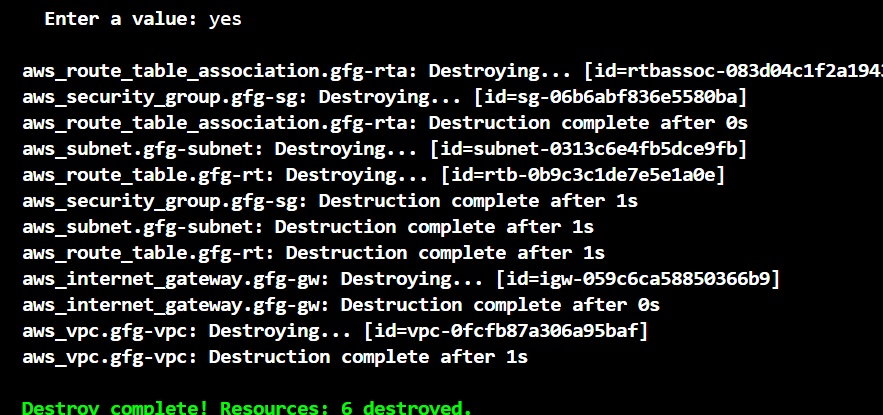 Enter a value: yes
aws_route_table_association.gfg-rta: Destroying... [id=rtbassoc-083d04c1f2a1943
aws_security_group.gfg-sg: Destroying... [id=sg-06b6abf836e5580ba]
aws_route_table_association.gfg-rta: Destruction complete after 0s
aws_subnet.gfg-subnet: Destroying... [id=subnet-0313c6e4fb5dce9fb]
aws_route_table.gfg-rt: Destroying... [id=rtb-0b9c3c1de7e5e1a0e]
aws_security_group.gfg-sg: Destruction complete after 1s
aws_subnet.gfg-subnet: Destruction complete after 1s
aws_route_table.gfg-rt: Destruction complete after 1s
aws_internet_gateway.gfg-gw: Destroying... [id=igw-059c6ca58850366b9]
aws_internet_gateway.gfg-gw: Destruction complete after 0s
aws_vpc.gfg-vpc: Destroying... [id=vpc-0fcfb87a306a95baf]
aws_vpc.gfg-vpc: Destruction complete after 1s
Destroy complete! Resources: 6 destroyed.